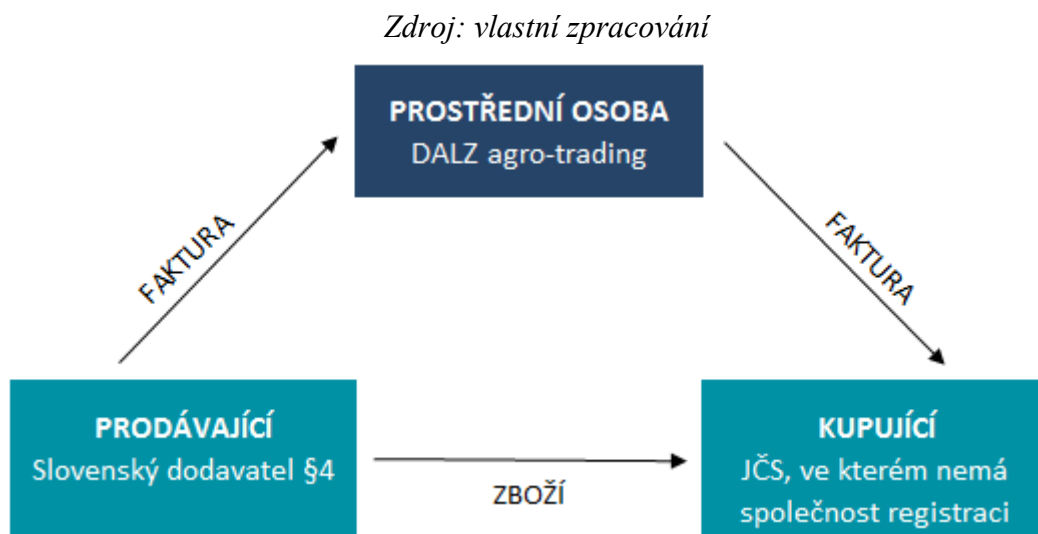 Zdroj: vlastní zpracování
PROSTŘEDNÍ OSOBA
DALZ agro-trading
FAKTURA
FAKTURA
PRODÁVAJÍCÍ
Slovenský dodavatel §4
ZBOŽÍ
KUPUJÍCÍ
JČS, ve kterém nemá
společnost registraci